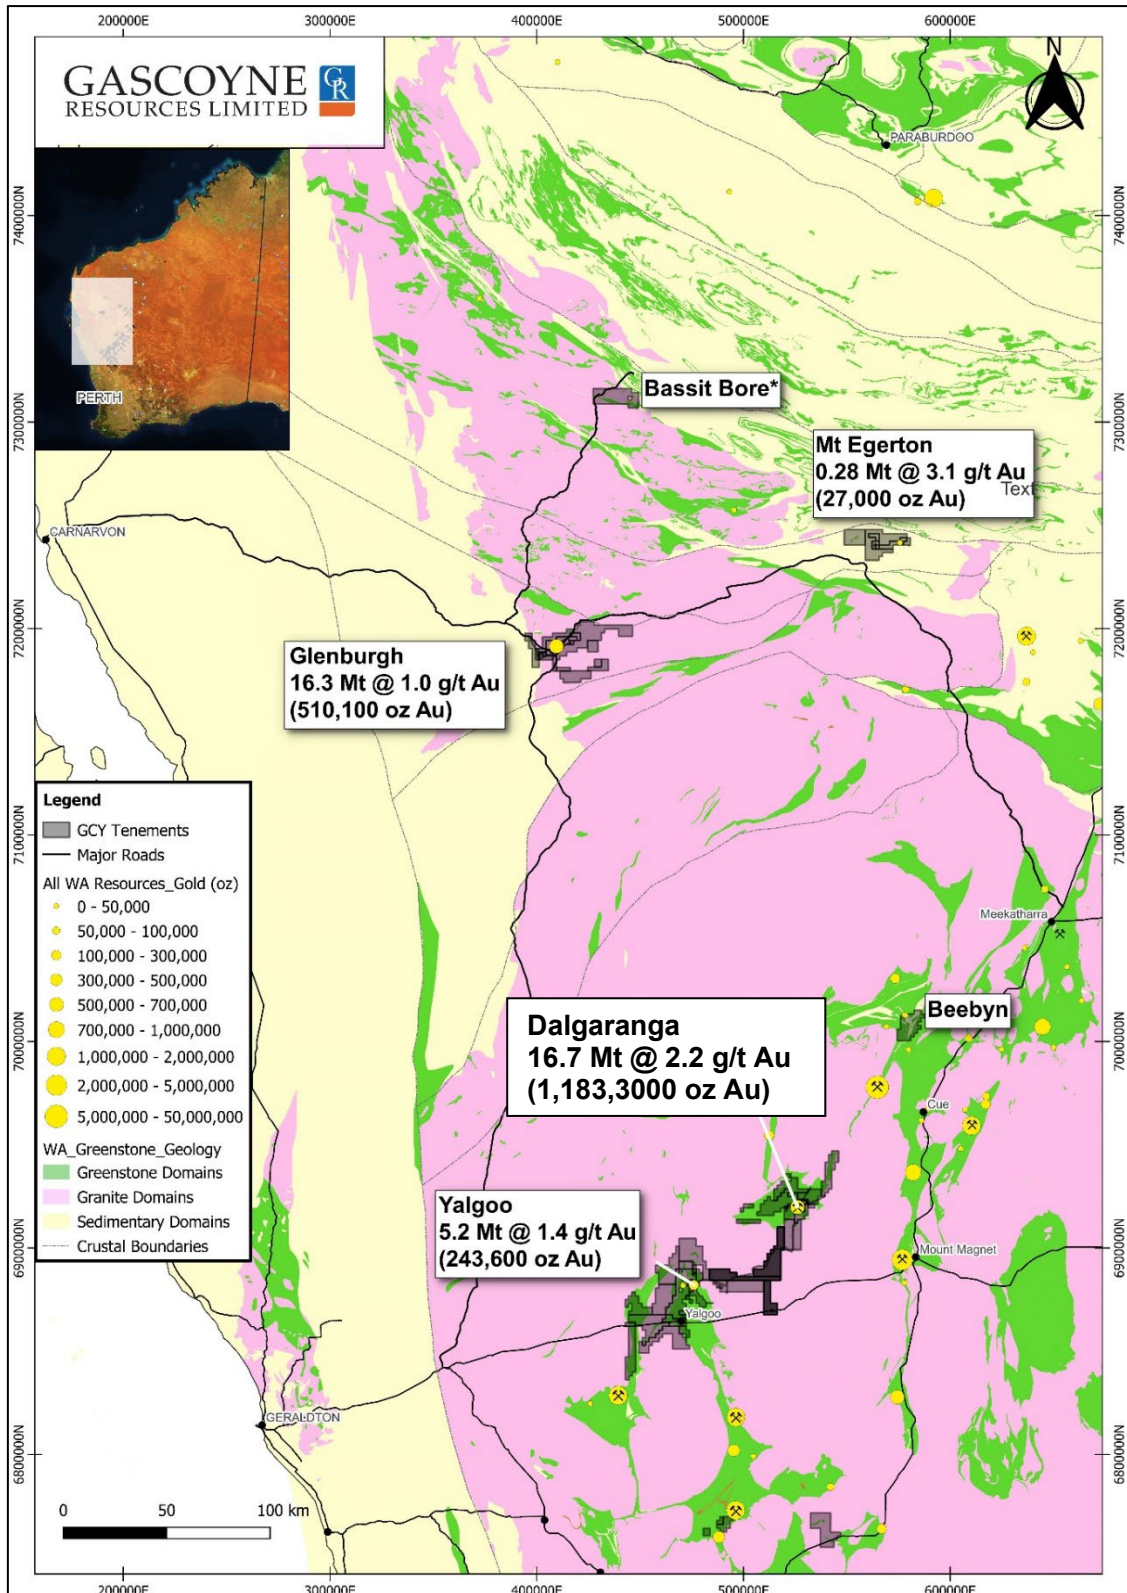 200000E 300000E 400000E 500000E 600000E
GASCOYNE
RESOURCES LIMITED
GR
N
PARABURDOO
7400000N 7400000N
PERTH
Bassit Bore*
7300000N 7300000N
Mt Egerton
0.28 Mt @ 3.1 g/t Au
Text
(27,000 oz Au)
CARNARVON
7200000N 7200000N
Glenburgh
16.3 Mt @ 1.0 g/t Au
(510,100 oz Au)
Legend
GCY Tenements
Major Roads
All WA Resources_Gold (oz)
0 - 50,000
50,000 - 100,000
100,000 - 300,000
300,000 - 500,000
500,000 - 700,000
700,000 - 1,000,000
1,000,000 - 2,000,000
2,000,000 - 5,000,000
5,000,000 - 50,000,000
WA_Greenstone_Geology
Greenstone Domains
Granite Domains
Sedimentary Domains
Crustal Boundaries
7100000N 7100000N
Meekatharra
Beebyn
7000000N 7000000N
Dalgaranga
16.7 Mt @ 2.2 g/t Au
(1,183,3000 oz Au)
Cue
Yalgoo
5.2 Mt @ 1.4 g/t Au
(243,600 oz Au)
6900000N 6900000N
Mount Magnet
Yalgoo
GERALDTON
6800000N 6800000N
0 50 100 km
200000E 300000E 400000E 500000E 600000E